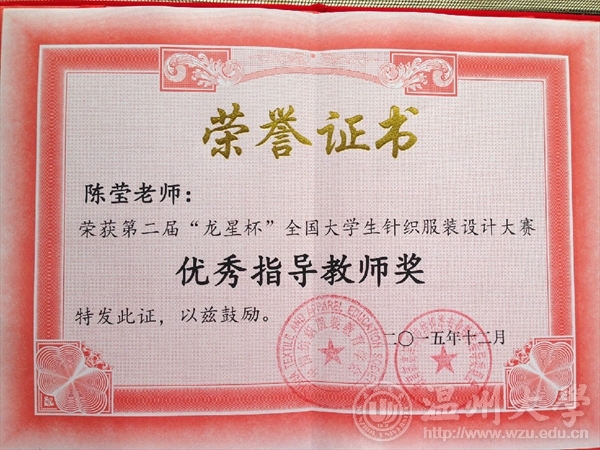 荣誉证书
陈莹老师：
荣获第二届“龙星杯”全国大学生针织服装设计大赛
优秀指导教师奖
特发此证，以兹鼓励。
二〇一五年十二月
温州大学
http://www.wzu.edu.cn